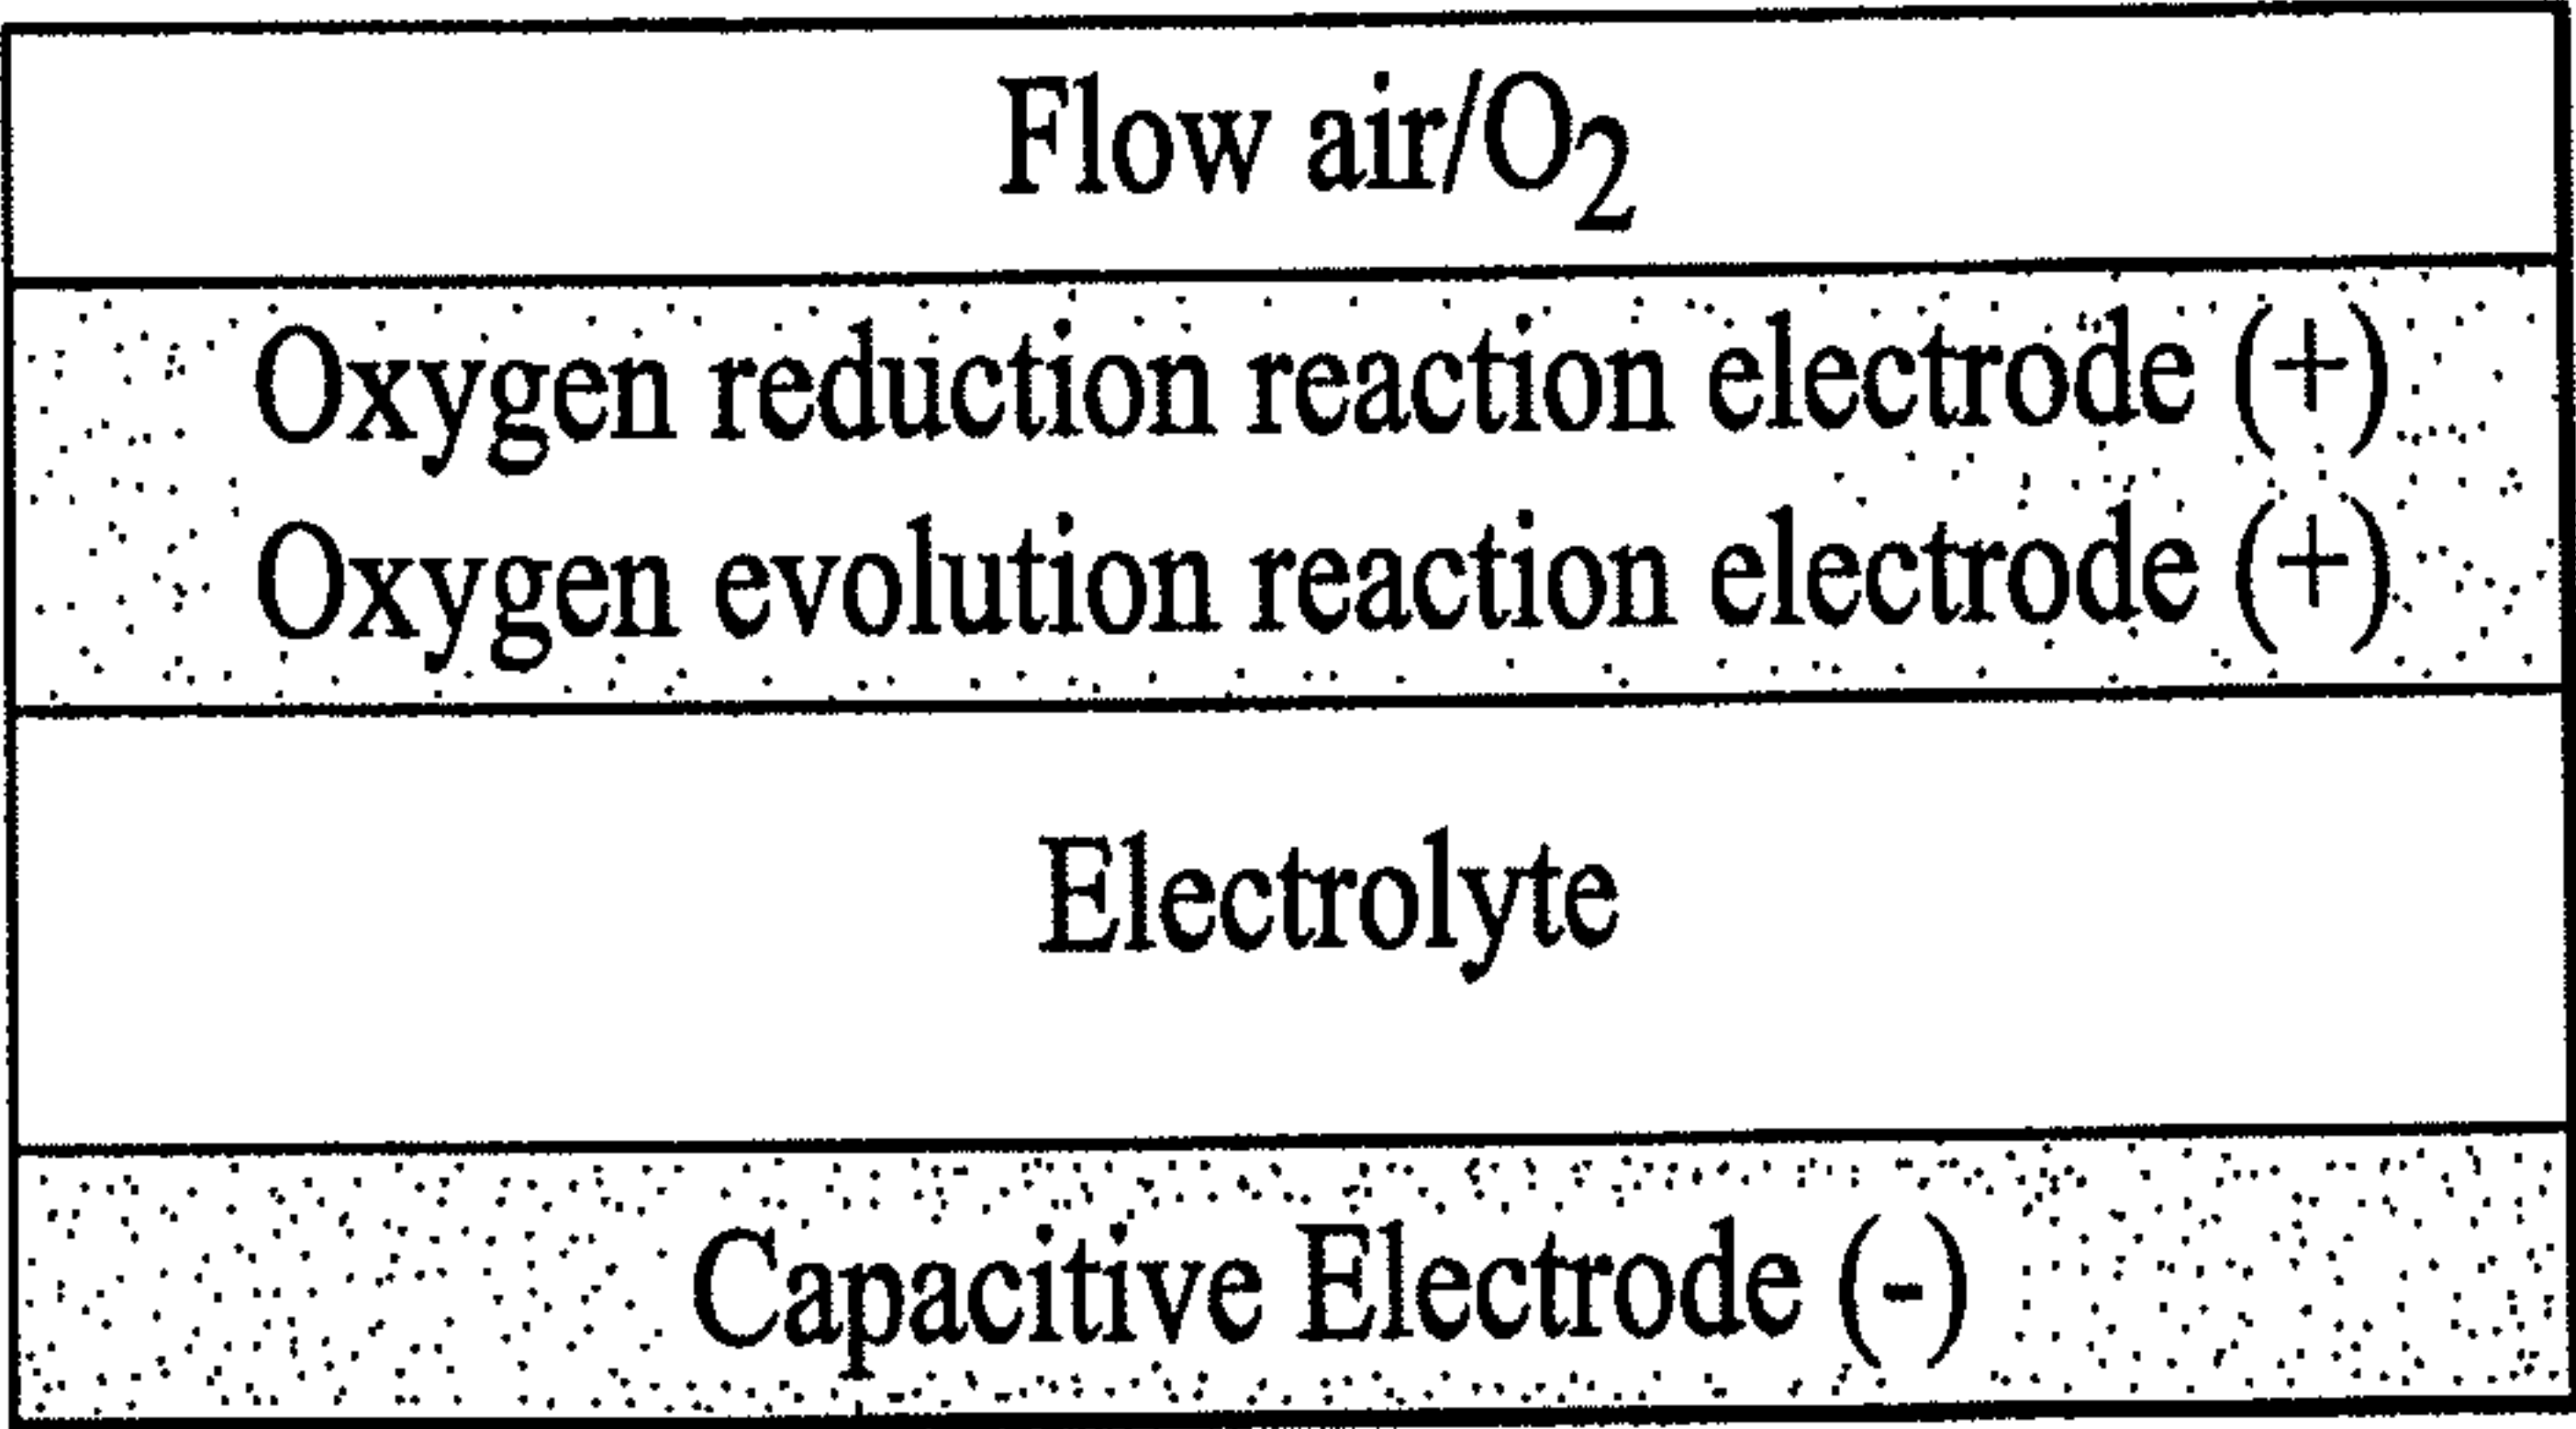 Flow air/O₂
Oxygen reduction reaction electrode (+)
Oxygen evolution reaction electrode (+)
Electrolyte
Capacitive Electrode (-)